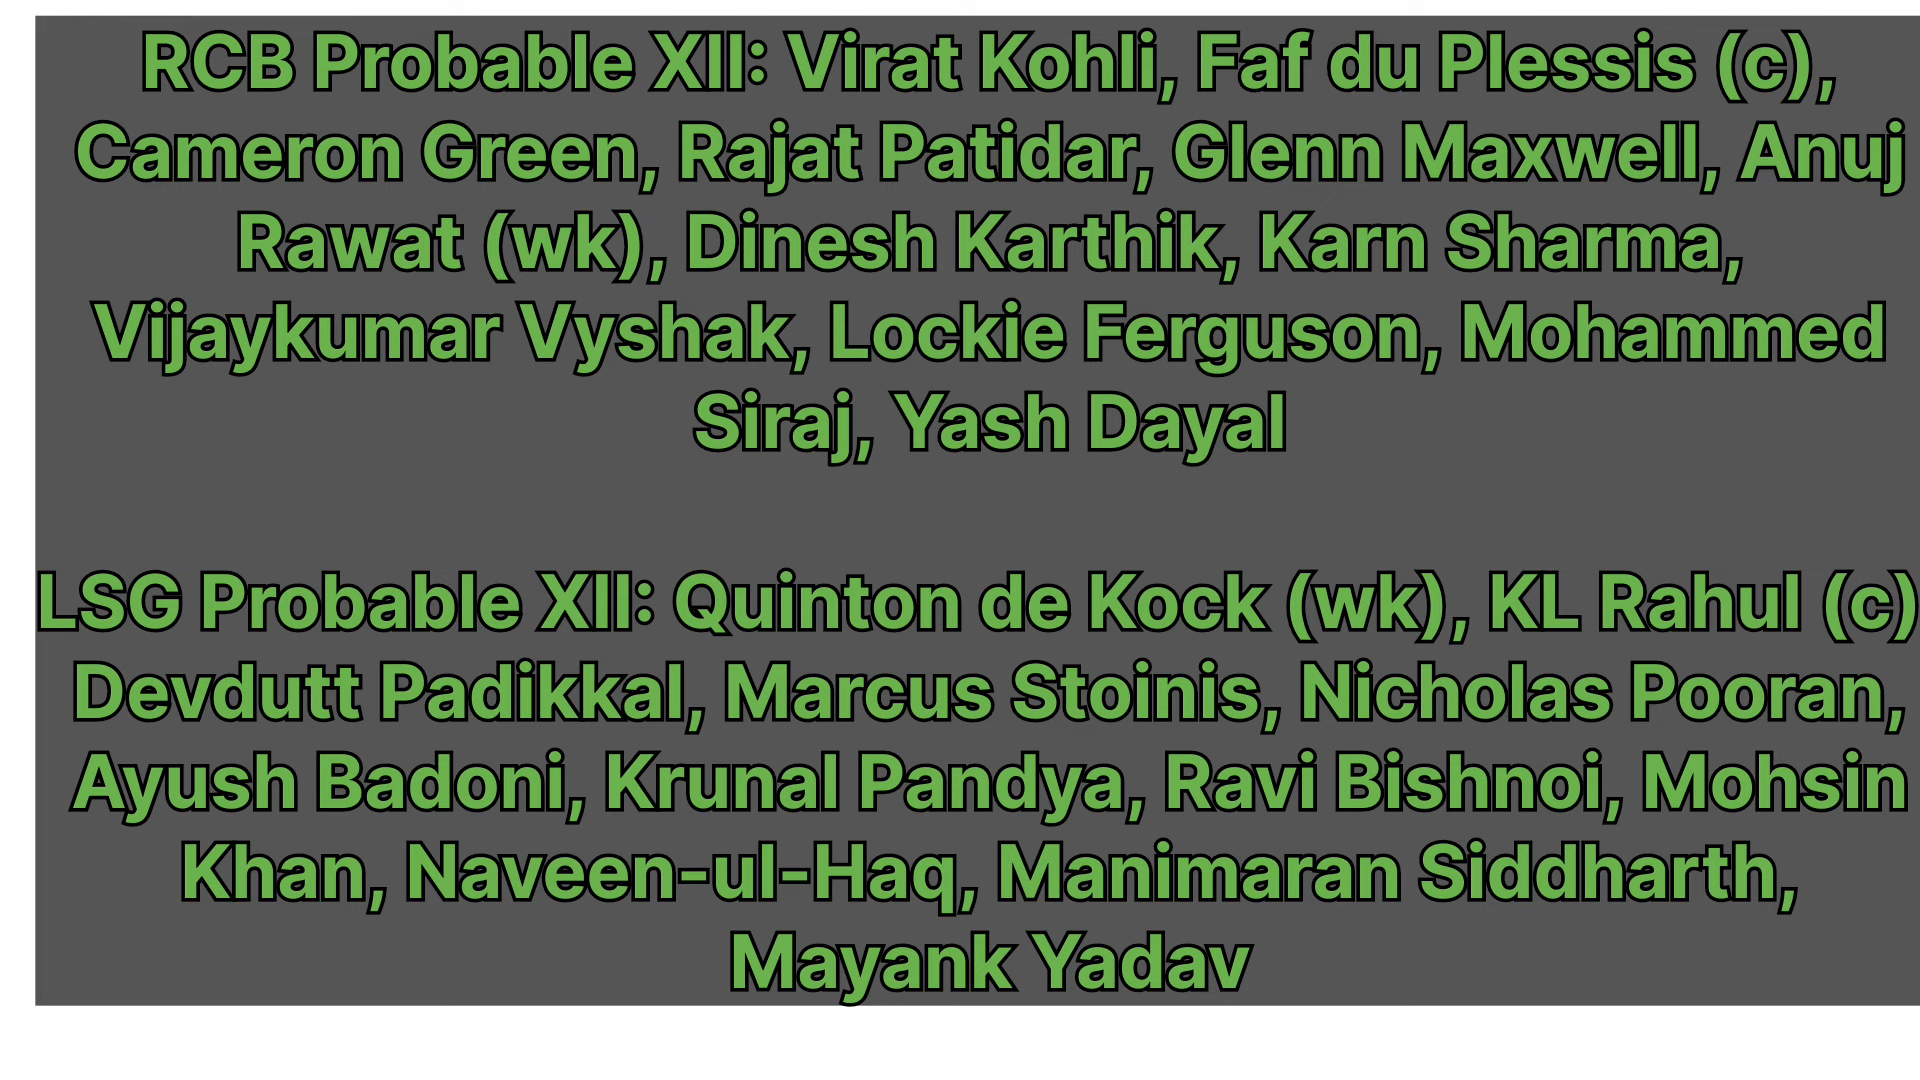 RCB Probable XII: Virat Kohli, Faf du Plessis (c),
Cameron Green, Rajat Patidar, Glenn Maxwell, Anuj
Rawat (wk), Dinesh Karthik, Karn Sharma,
Vijaykumar Vyshak, Lockie Ferguson, Mohammed
Siraj, Yash Dayal
LSG Probable XII: Quinton de Kock (wk), KL Rahul (c)
Devdutt Padikkal, Marcus Stoinis, Nicholas Pooran,
Ayush Badoni, Krunal Pandya, Ravi Bishnoi, Mohsin
Khan, Naveen-ul-Haq, Manimaran Siddharth,
Mayank Yadav